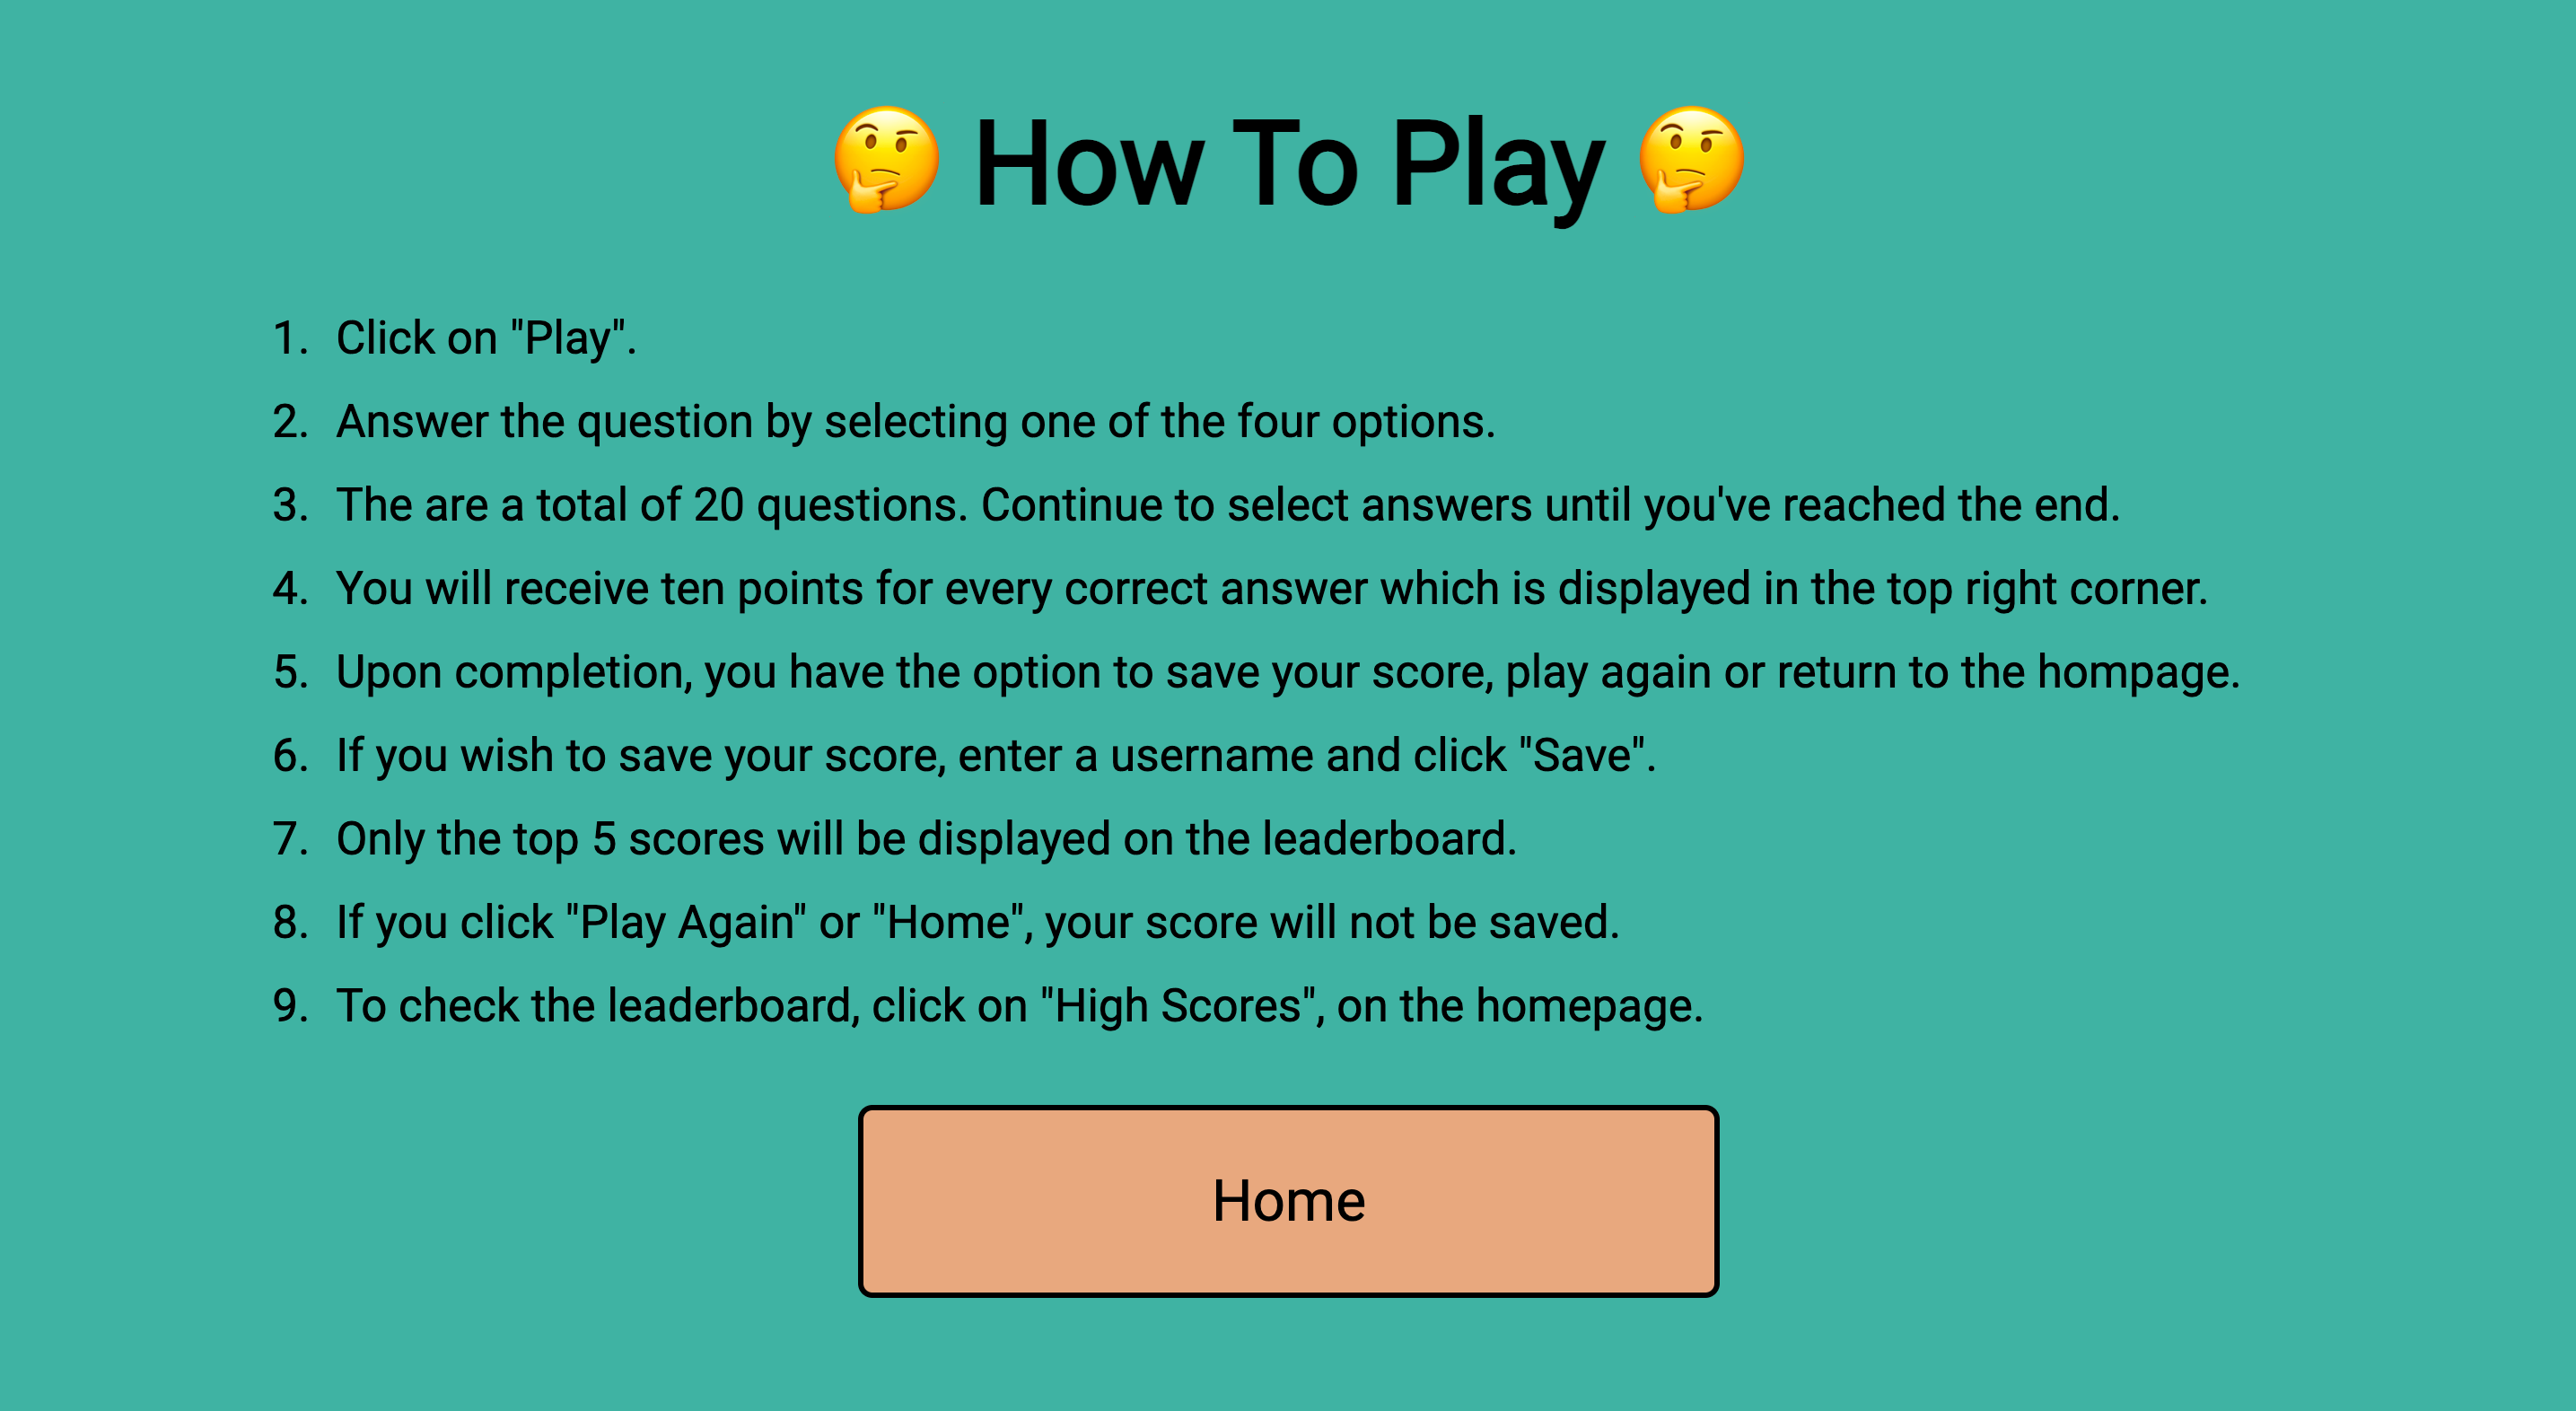 🤔 How To Play 🤔
1. Click on "Play".
2. Answer the question by selecting one of the four options.
3. The are a total of 20 questions. Continue to select answers until you've reached the end.
4. You will receive ten points for every correct answer which is displayed in the top right corner.
5. Upon completion, you have the option to save your score, play again or return to the hompage.
6. If you wish to save your score, enter a username and click "Save".
7. Only the top 5 scores will be displayed on the leaderboard.
8. If you click "Play Again" or "Home", your score will not be saved.
9. To check the leaderboard, click on "High Scores", on the homepage.
Home